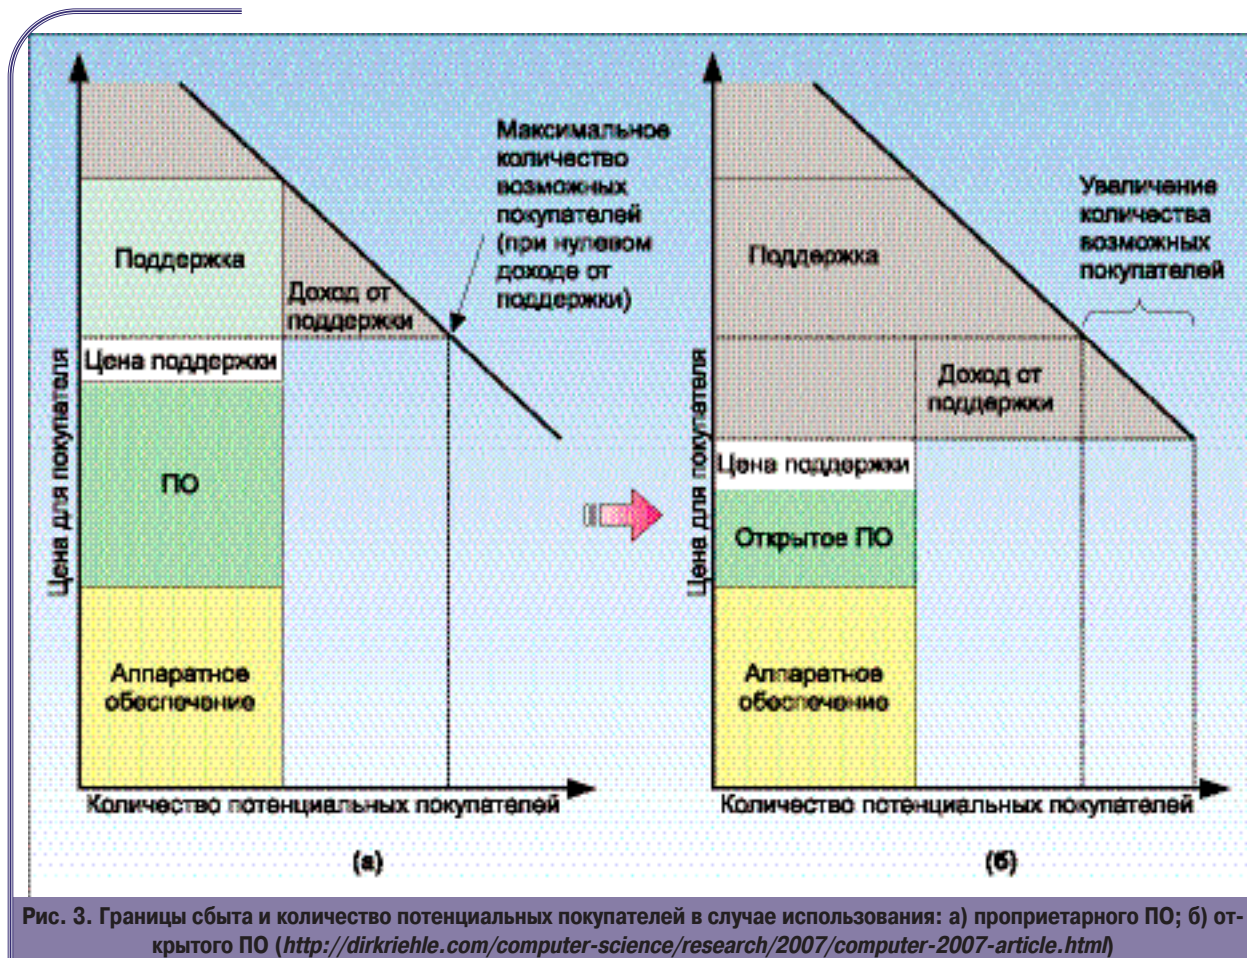 Максимальное
количество
возможных
покупателей
(при нулевом
доходе от
поддержки)
Поддержка
Доход от
поддержки
Цена поддержки
ПО
Аппаратное
обеспечение
Цена для покупателя
Количество потенциальных покупателей
(а)
Увеличение
количества
возможных
покупателей
Поддержка
Доход от
поддержки
Цена поддержки
Открытое ПО
Аппаратное
обеспечение
Цена для покупателя
Количество потенциальных покупателей
(б)
Рис. 3. Границы сбыта и количество потенциальных покупателей в случае использования: а) проприетарного ПО; б) от-
крытого ПО (http://dirkriehle.com/computer-science/research/2007/computer-2007-article.html)